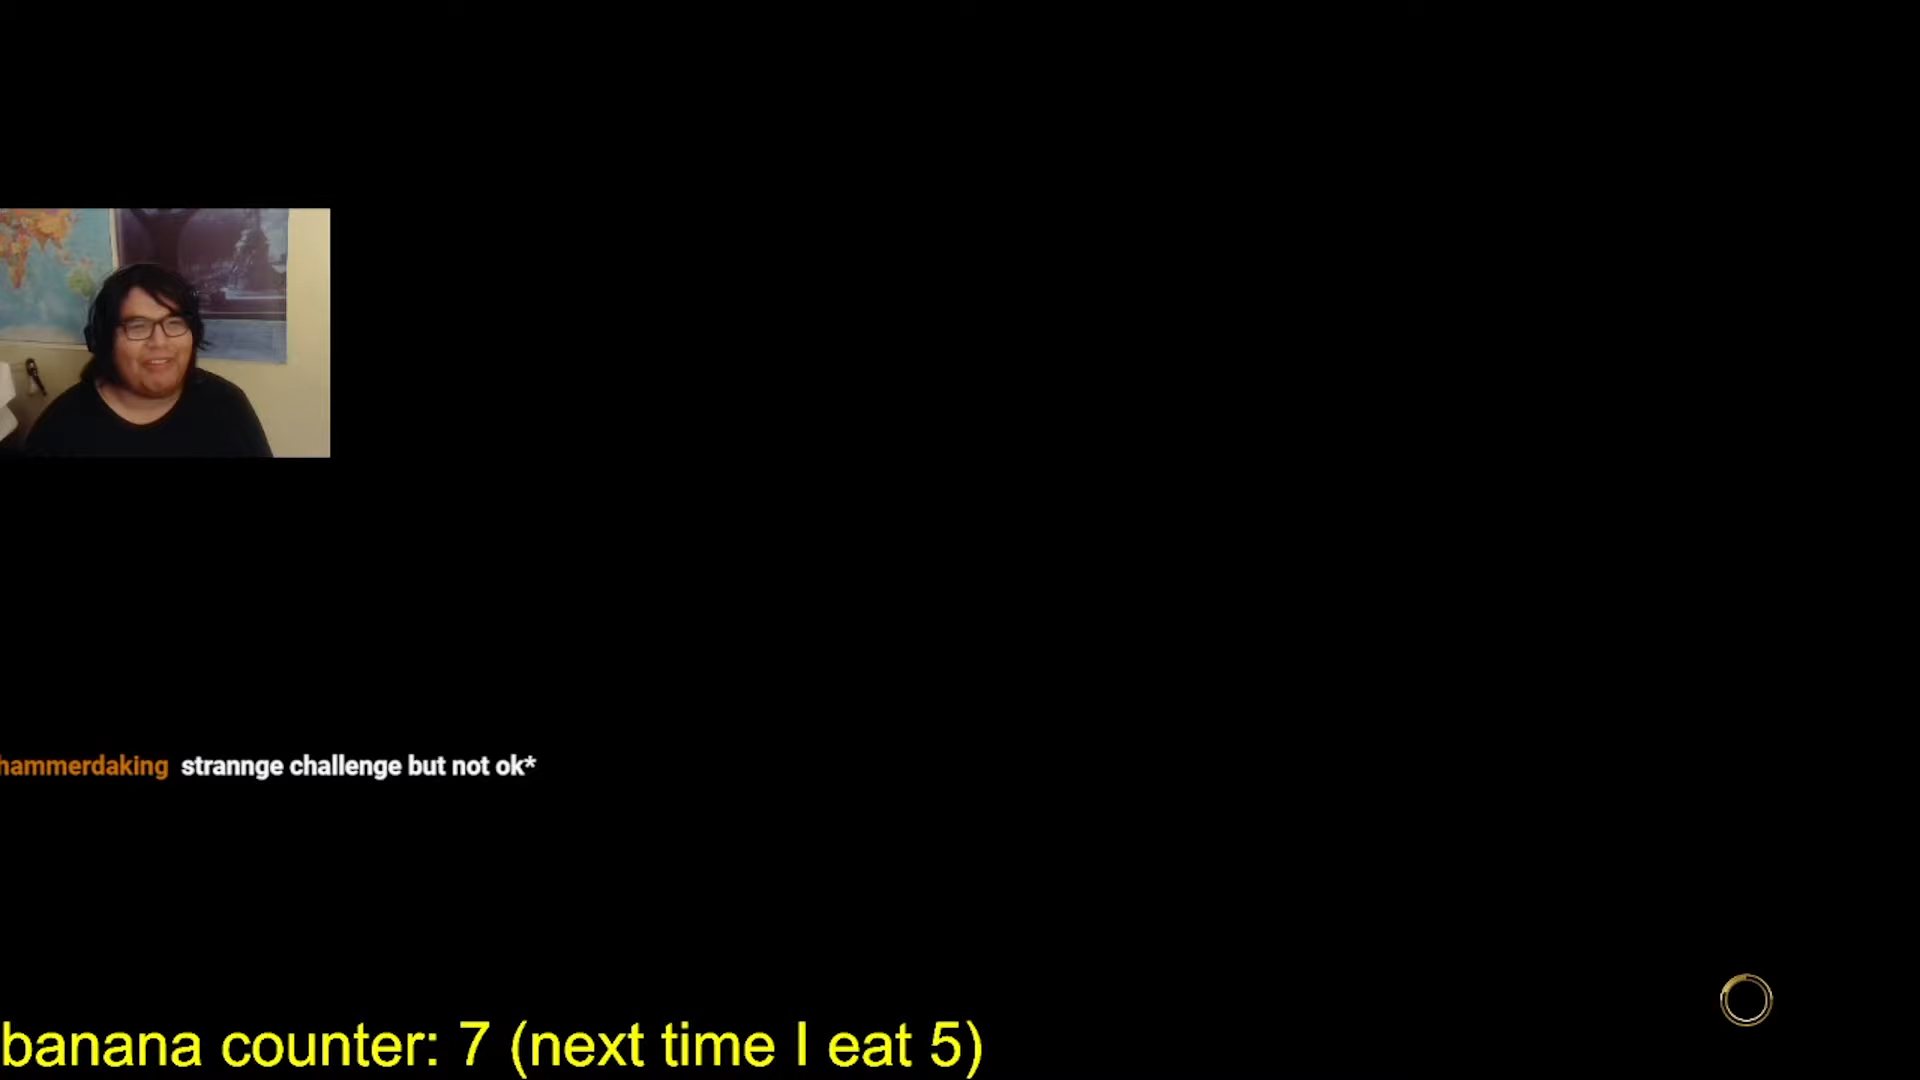 hammerdaking strannge challenge but not ok*
banana counter: 7 (next time I eat 5)